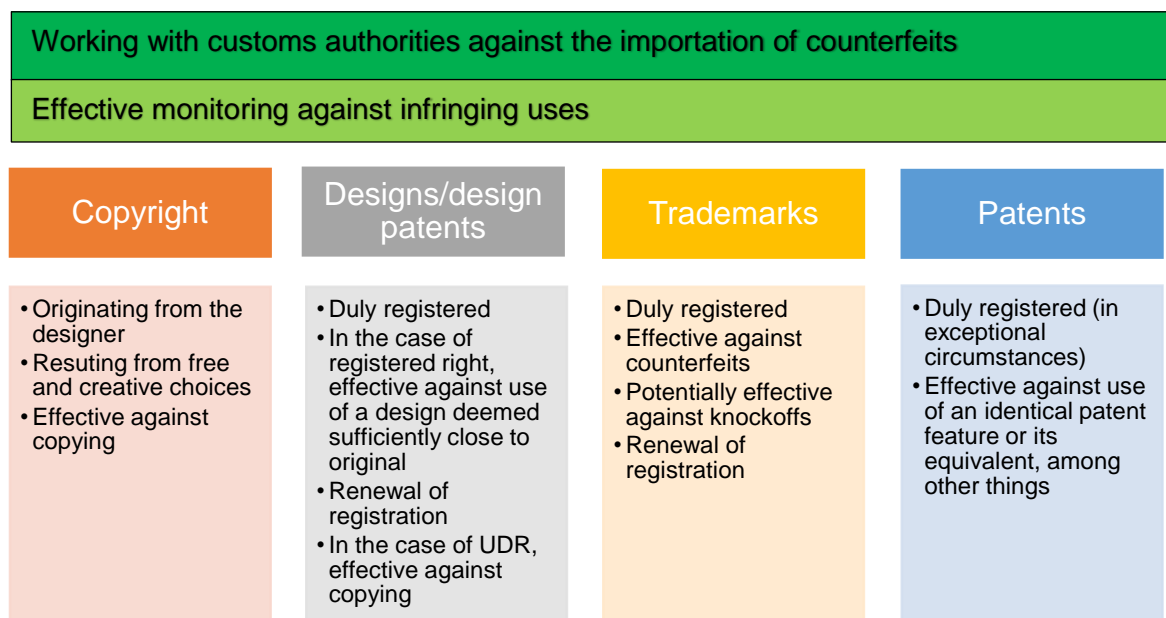 Working with customs authorities against the importation of counterfeits
Effective monitoring against infringing uses
Copyright
• Originating from the
designer
• Resuting from free
and creative choices
• Effective against
copying
Designs/design
patents
• Duly registered
• In the case of
registered right,
effective against use
of a design deemed
sufficiently close to
original
• Renewal of
registration
• In the case of UDR,
effective against
copying
Trademarks
• Duly registered
• Effective against
counterfeits
• Potentially effective
against knockoffs
• Renewal of
registration
Patents
• Duly registered (in
exceptional
circumstances)
• Effective against use
of an identical patent
feature or its
equivalent, among
other things